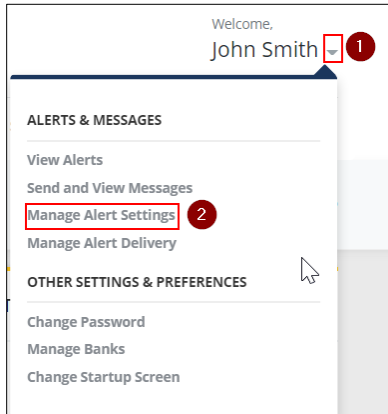 Welcome,
John Smith 1
ALERTS & MESSAGES
View Alerts
Send and View Messages
Manage Alert Settings 2
Manage Alert Delivery
OTHER SETTINGS & PREFERENCES
Change Password
Manage Banks
Change Startup Screen